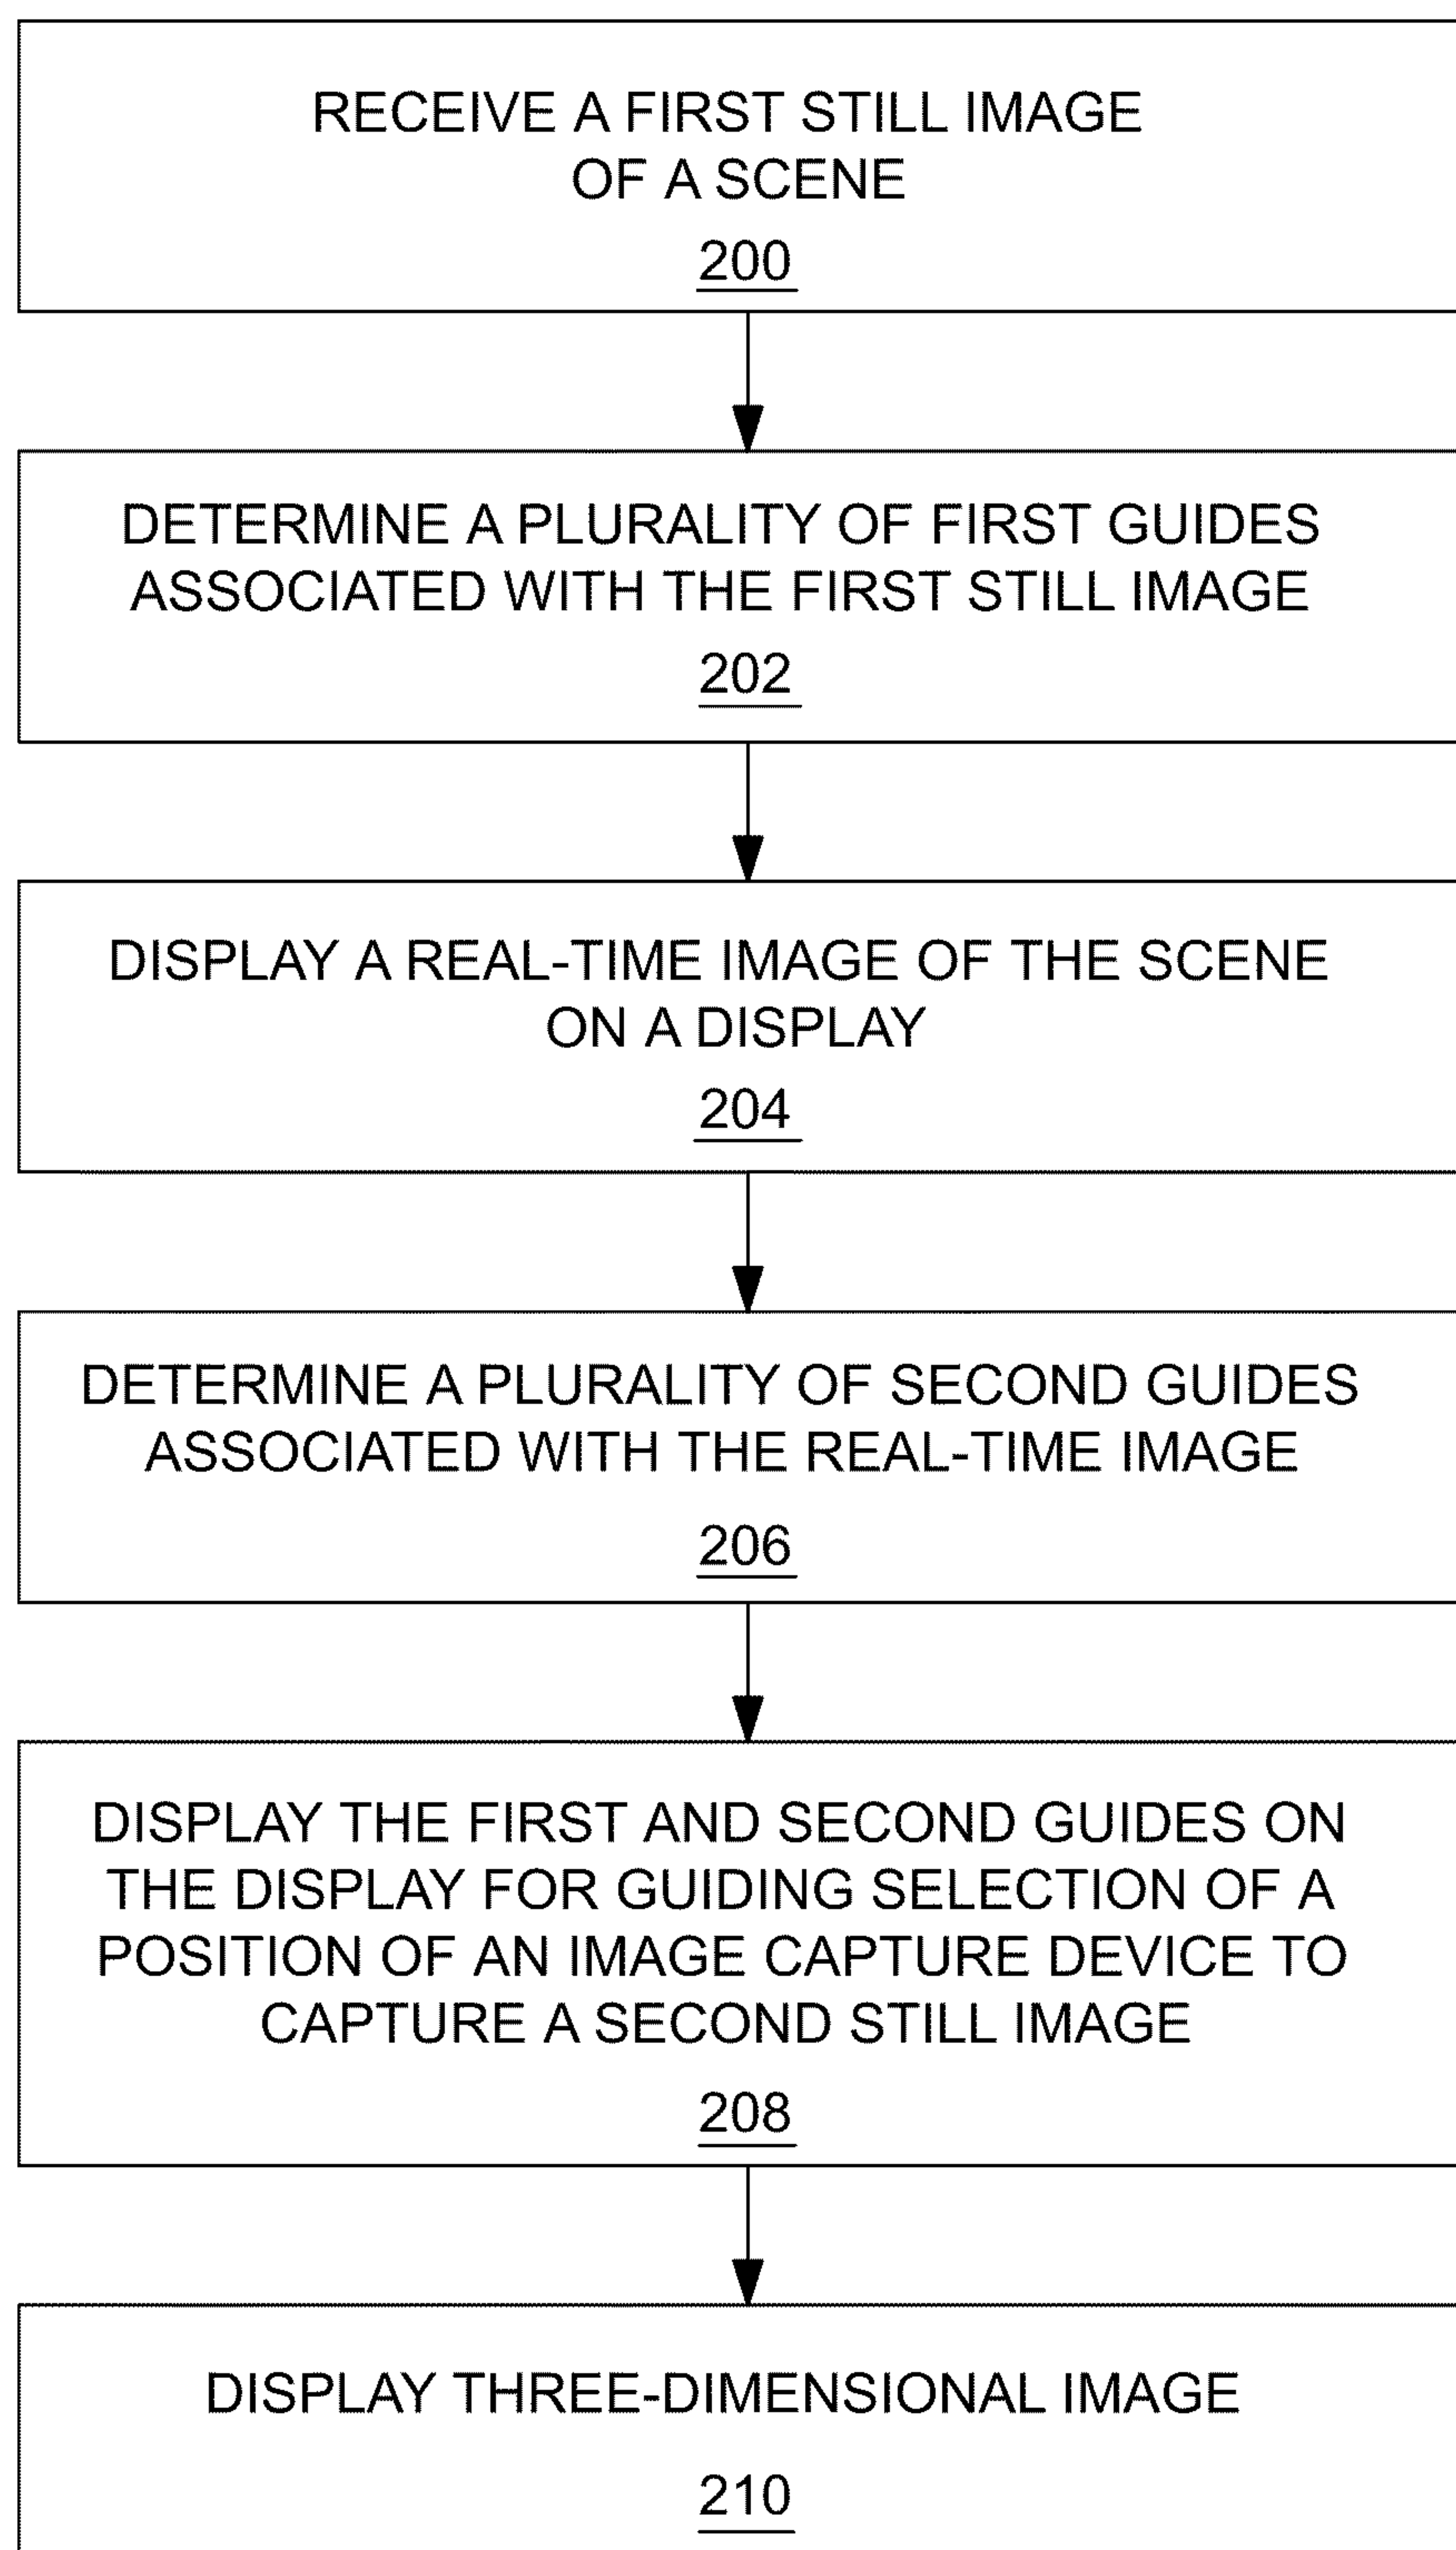 RECEIVE A FIRST STILL IMAGE
OF A SCENE
200
DETERMINE A PLURALITY OF FIRST GUIDES
ASSOCIATED WITH THE FIRST STILL IMAGE
202
DISPLAY A REAL-TIME IMAGE OF THE SCENE
ON A DISPLAY
204
DETERMINE A PLURALITY OF SECOND GUIDES
ASSOCIATED WITH THE REAL-TIME IMAGE
206
DISPLAY THE FIRST AND SECOND GUIDES ON
THE DISPLAY FOR GUIDING SELECTION OF A
POSITION OF AN IMAGE CAPTURE DEVICE TO
CAPTURE A SECOND STILL IMAGE
208
DISPLAY THREE-DIMENSIONAL IMAGE
210